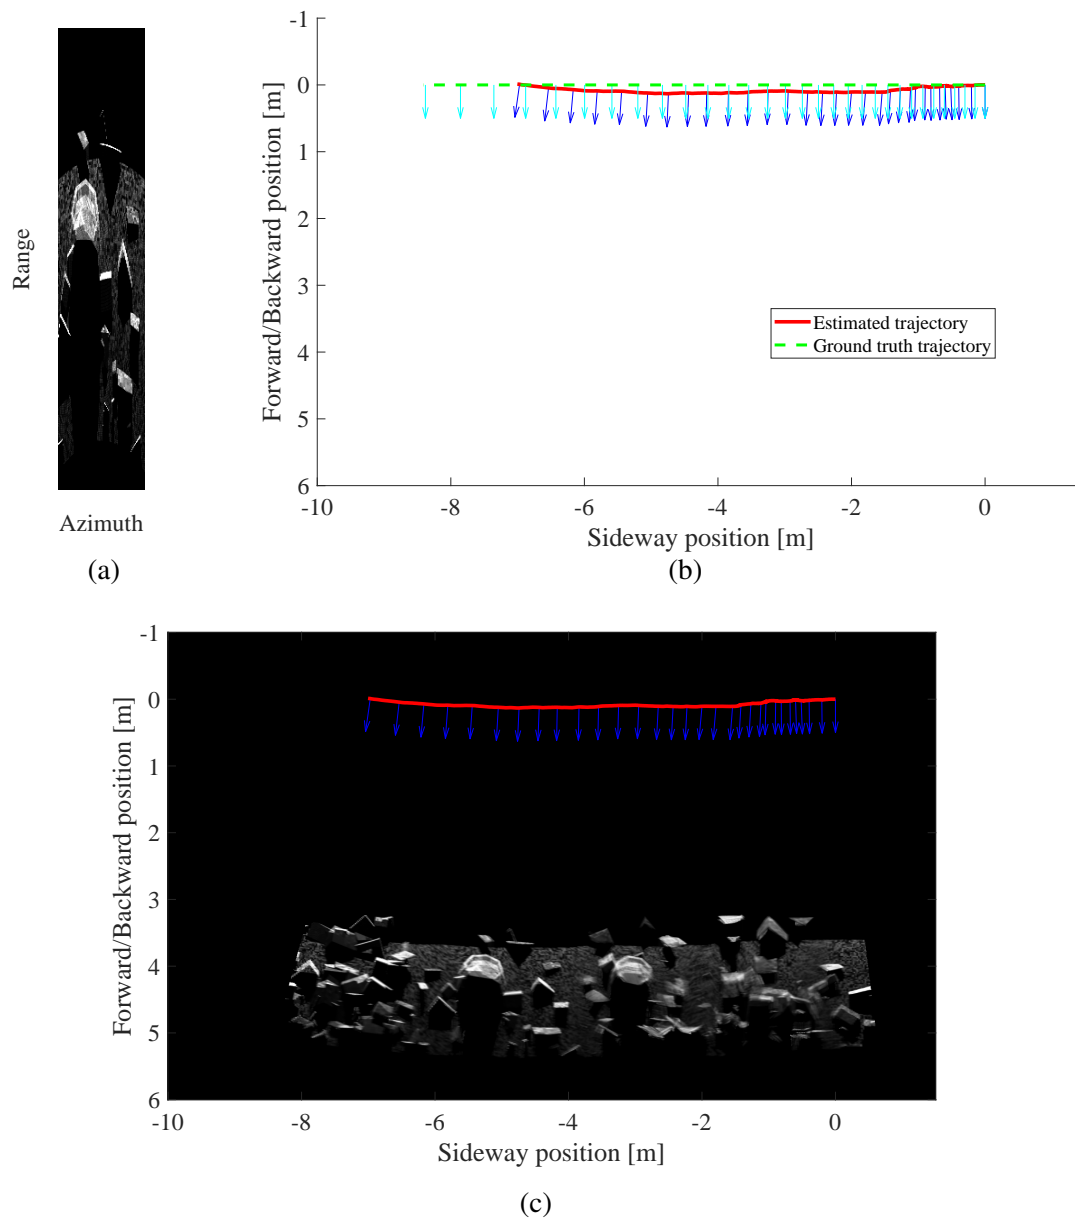 Range
Azimuth
(a)
-1
0
1
2
3
4
5
6
Forward/Backward position [m]
-10
-8
-6
-4
-2
0
Sideway position [m]
Estimated trajectory
Ground truth trajectory
(b)
-1
0
1
2
3
4
5
6
Forward/Backward position [m]
-10
-8
-6
-4
-2
0
Sideway position [m]
(c)